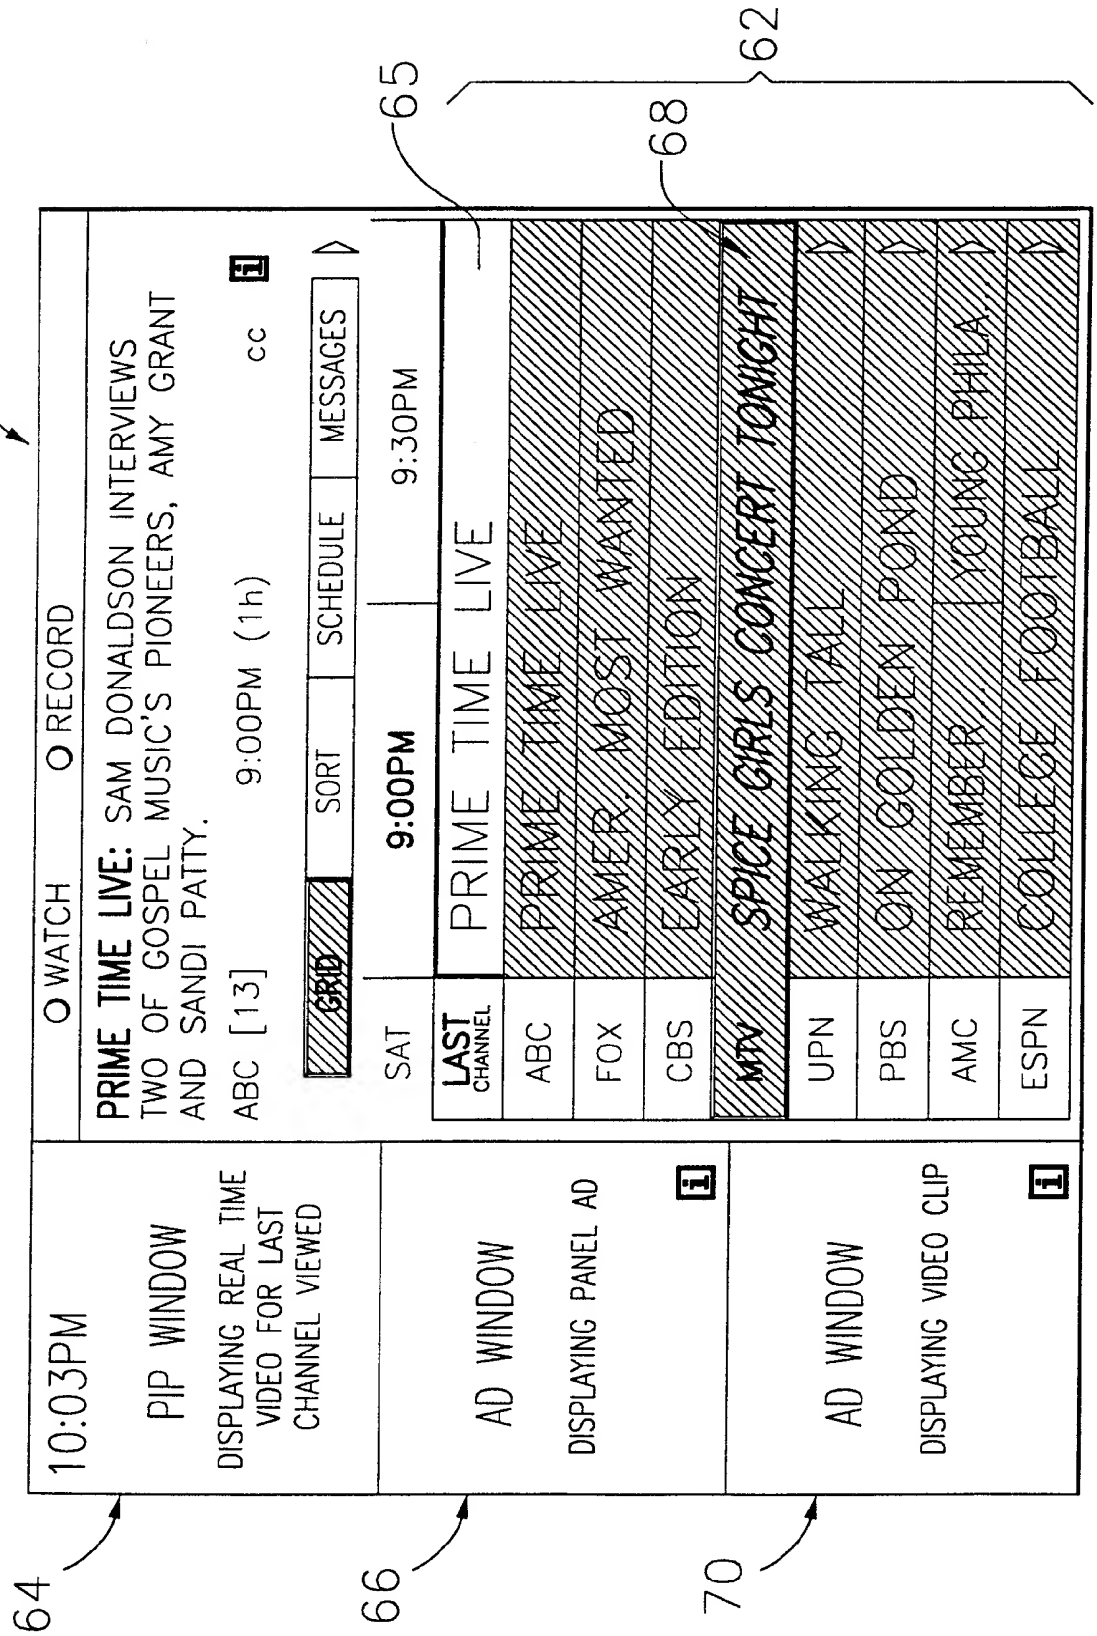 10:03PM
PIP WINDOW
DISPLAYING REAL TIME
VIDEO FOR LAST
CHANNEL VIEWED
AD WINDOW
DISPLAYING PANEL AD
i
AD WINDOW
DISPLAYING VIDEO CLIP
i
WATCH RECORD
PRIME TIME LIVE: SAM DONALDSON INTERVIEWS
TWO OF GOSPEL MUSIC'S PIONEERS, AMY GRANT
AND SANDI PATTY.
ABC [13] 9:00PM (1h) cc i
GRID SORT SCHEDULE MESSAGES
SAT 9:00PM 9:30PM
LAST CHANNEL PRIME TIME LIVE
ABC PRIME TIME LIVE
FOX AMER. MOST WANTED
CBS EARLY EDITION
MTV SPICE GIRLS CONCERT TONIGHT
UPN WALKING TALL
PBS ON GOLDEN POND
AMC REMEMBER... YOUNG PHILA...
ESPN COLLEGE FOOTBALL
64
66
70
65
68
62